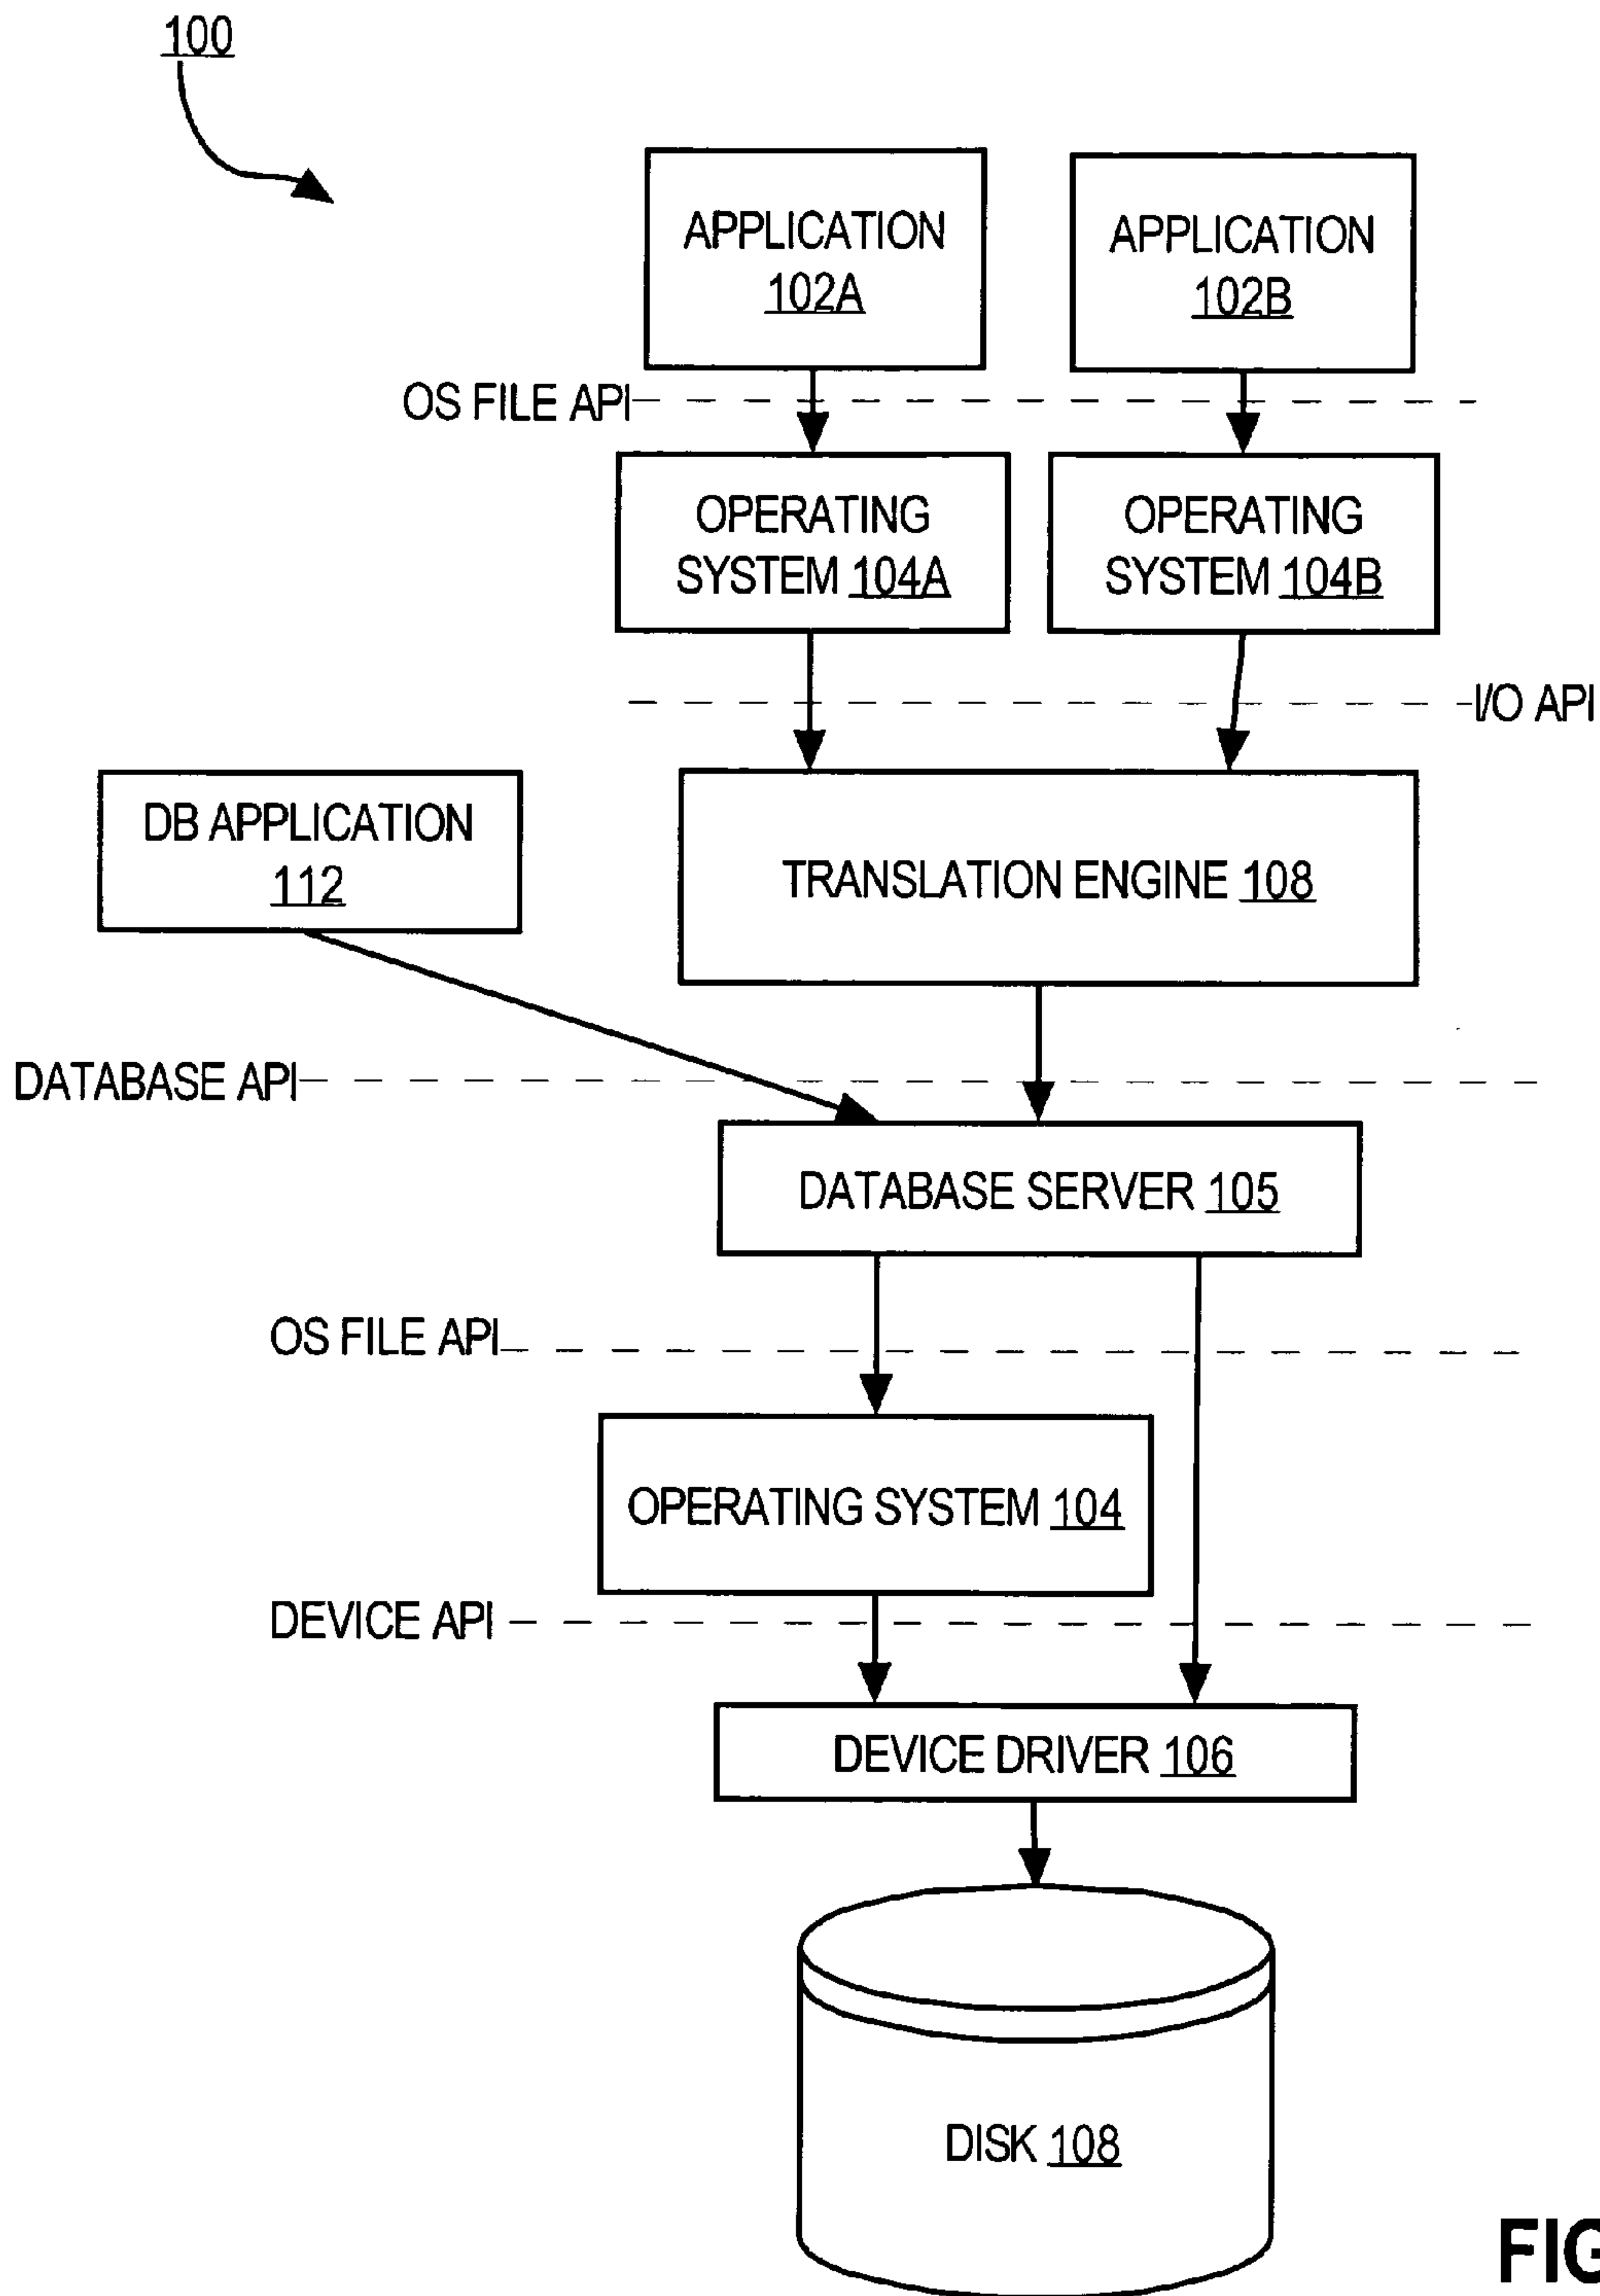 100
APPLICATION
102A
APPLICATION
102B
OS FILE API
OPERATING
SYSTEM 104A
OPERATING
SYSTEM 104B
I/O API
DB APPLICATION
112
TRANSLATION ENGINE 108
DATABASE API
DATABASE SERVER 105
OS FILE API
OPERATING SYSTEM 104
DEVICE API
DEVICE DRIVER 106
DISK 108
FIG